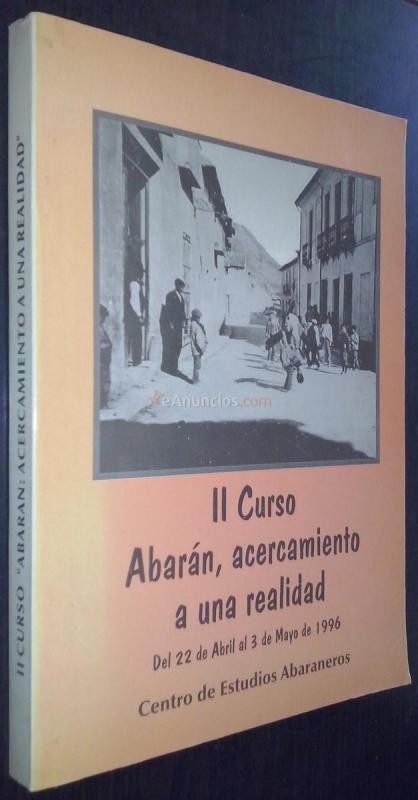 II CURSO "ABARAN: ACERCAMIENTO A UNA REALIDAD"
eAnuncios.com
II Curso
Abarán, acercamiento
a una realidad
Del 22 de Abril al 3 de Mayo de 1996
Centro de Estudios Abaraneros